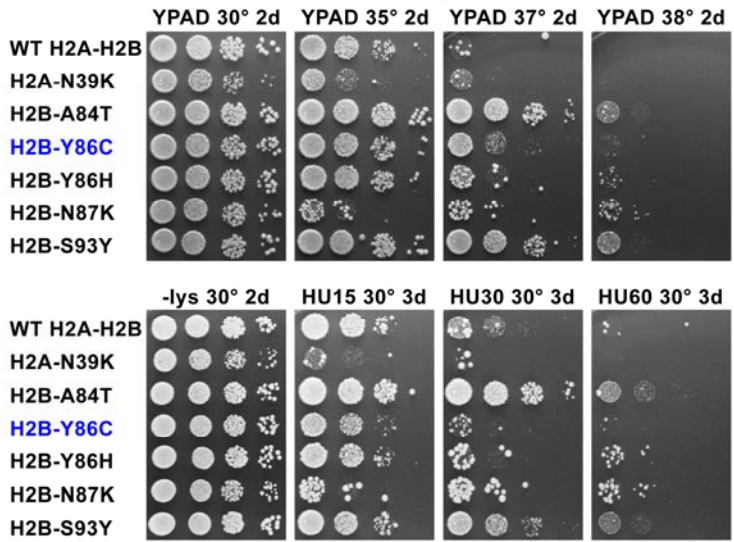 YPAD 30° 2d YPAD 35° 2d YPAD 37° 2d YPAD 38° 2d
WT H2A-H2B
H2A-N39K
H2B-A84T
H2B-Y86C
H2B-Y86H
H2B-N87K
H2B-S93Y
-lys 30° 2d HU15 30° 3d HU30 30° 3d HU60 30° 3d
WT H2A-H2B
H2A-N39K
H2B-A84T
H2B-Y86C
H2B-Y86H
H2B-N87K
H2B-S93Y